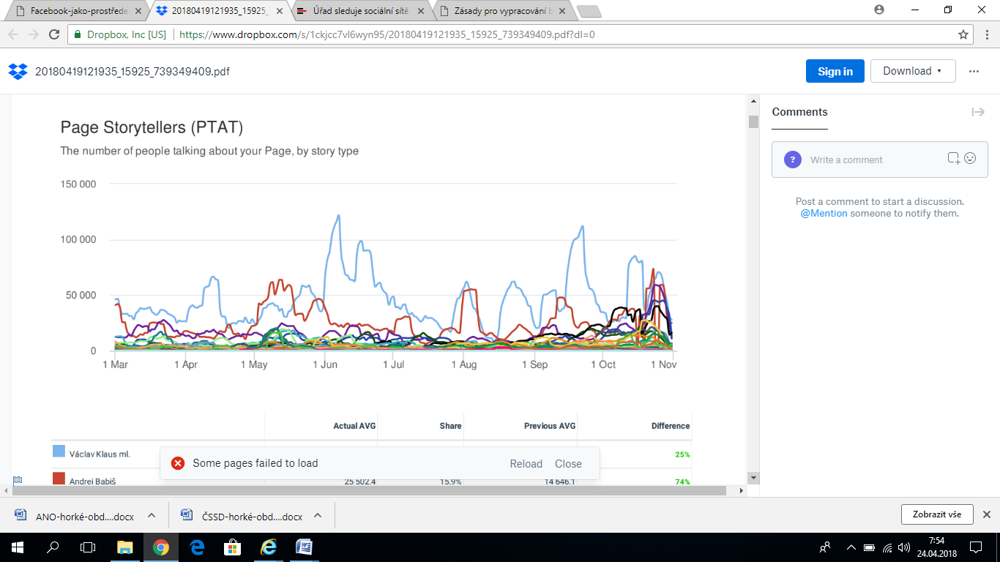 Facebook-jako-prostřede
20180419121935_15925_
Úřad sleduje sociální sítě
Zásady pro vypracování b
Dropbox, Inc [US]
https://www.dropbox.com/s/1ckjcc7vl6wyn95/20180419121935_15925_739349409.pdf?dl=0
20180419121935_15925_739349409.pdf
Sign in
Download
Page Storytellers (PTAT)
The number of people talking about your Page, by story type
150 000
100 000
50 000
0
1 Mar 1 Apr 1 May 1 Jun 1 Jul 1 Aug 1 Sep 1 Oct 1 Nov
Actual AVG Share Previous AVG Difference
Václav Klaus ml. 25%
Andrej Babiš 25 502.4 15.9% 14 646.1 74%
Some pages failed to load
Reload Close
Comments
?
Write a comment
Post a comment to start a discussion.
@Mention someone to notify them.
ANO-horké-obd....docx
ČSSD-horké-obd....docx
Zobrazit vše
7:54
24.04.2018